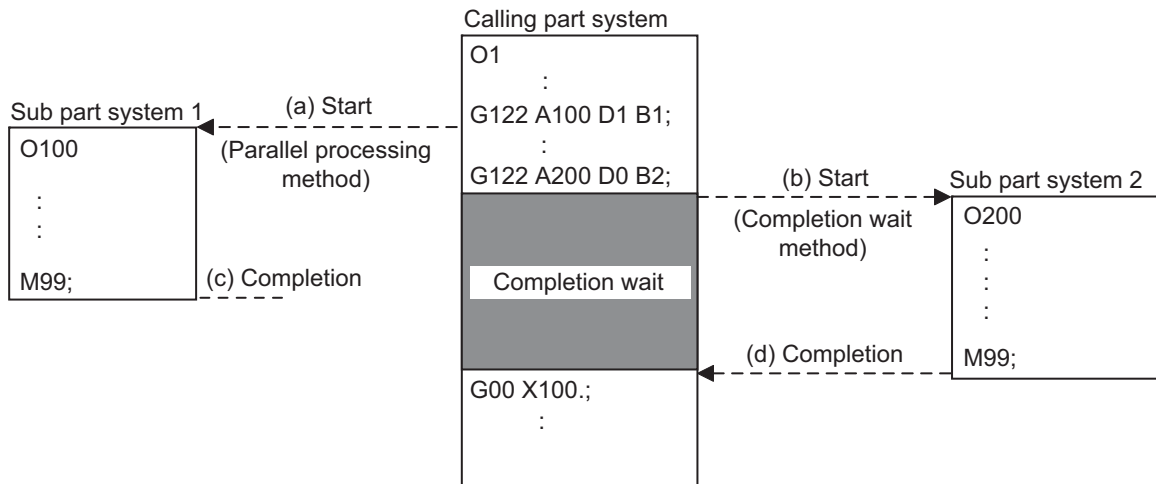 Calling part system
O1
:
G122 A100 D1 B1;
:
G122 A200 D0 B2;
Completion wait
G00 X100.;
:
Sub part system 1
O100
:
:
M99;
(a) Start
(Parallel processing
method)
(c) Completion
(b) Start
(Completion wait
method)
(d) Completion
Sub part system 2
O200
:
:
:
M99;